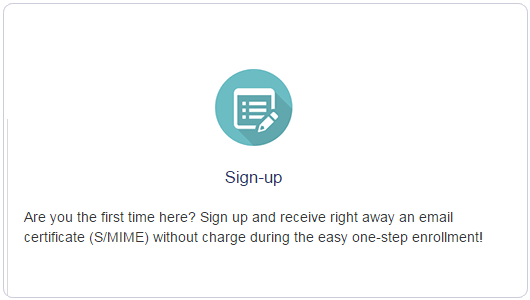 Sign-up
Are you the first time here? Sign up and receive right away an email
certificate (S/MIME) without charge during the easy one-step enrollment!